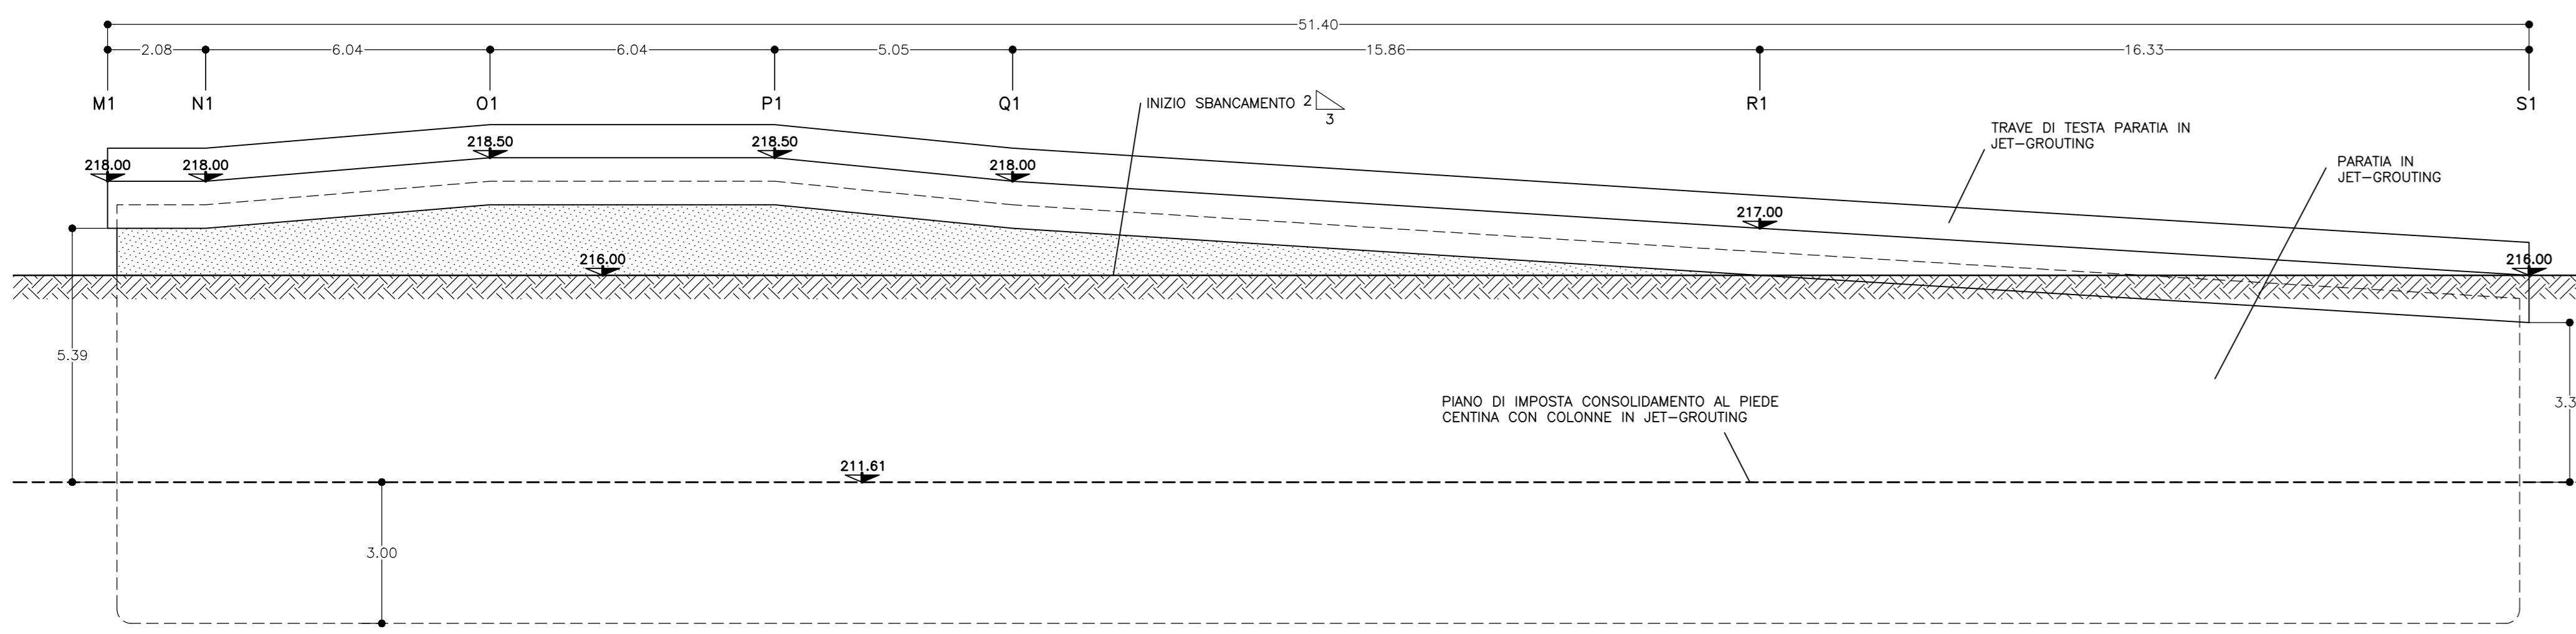 51.40
2.08 6.04 6.04 5.05 15.86 16.33
M1 N1 O1 P1 Q1 R1 S1
INIZIO SBANCAMENTO 2
3
TRAVE DI TESTA PARATIA IN
JET-GROUTING
PARATIA IN
JET-GROUTING
218.00 218.00 218.50 218.50 218.00
217.00
216.00 216.00
5.39
PIANO DI IMPOSTA CONSOLIDAMENTO AL PIEDE
CENTINA CON COLONNE IN JET-GROUTING
3.3
211.61
3.00